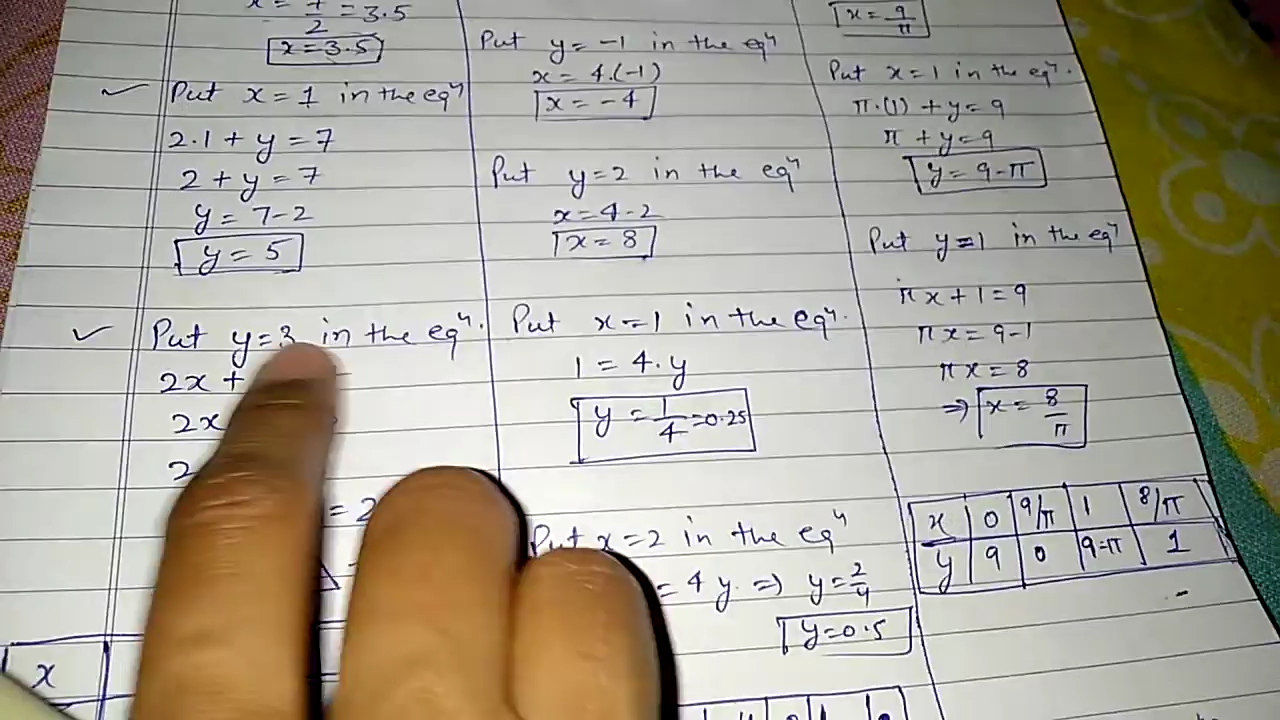 x = 7/2 = 3.5
x = 3.5
Put x = 1 in the eqⁿ
2.1 + y = 7
2 + y = 7
y = 7 - 2
y = 5
Put y = 3 in the eqⁿ.
2x +
2x
2
= 2
x
Put y = -1 in the eqⁿ
x = 4.(-1)
x = -4
Put y = 2 in the eqⁿ
x = 4.2
x = 8
Put x = 1 in the eqⁿ.
1 = 4.y
y = 1/4 = 0.25
Put x = 2 in the eqⁿ
= 4y. ⇒ y = 2/4
y = 0.5
x = 9/π
Put x = 1 in the eqⁿ.
π.(1) + y = 9
π + y = 9
y = 9 - π
Put y = 1 in the eqⁿ
πx + 1 = 9
πx = 9 - 1
πx = 8
⇒ x = 8/π
x 0 9/π 1 8/π
y 9 0 9-π 1